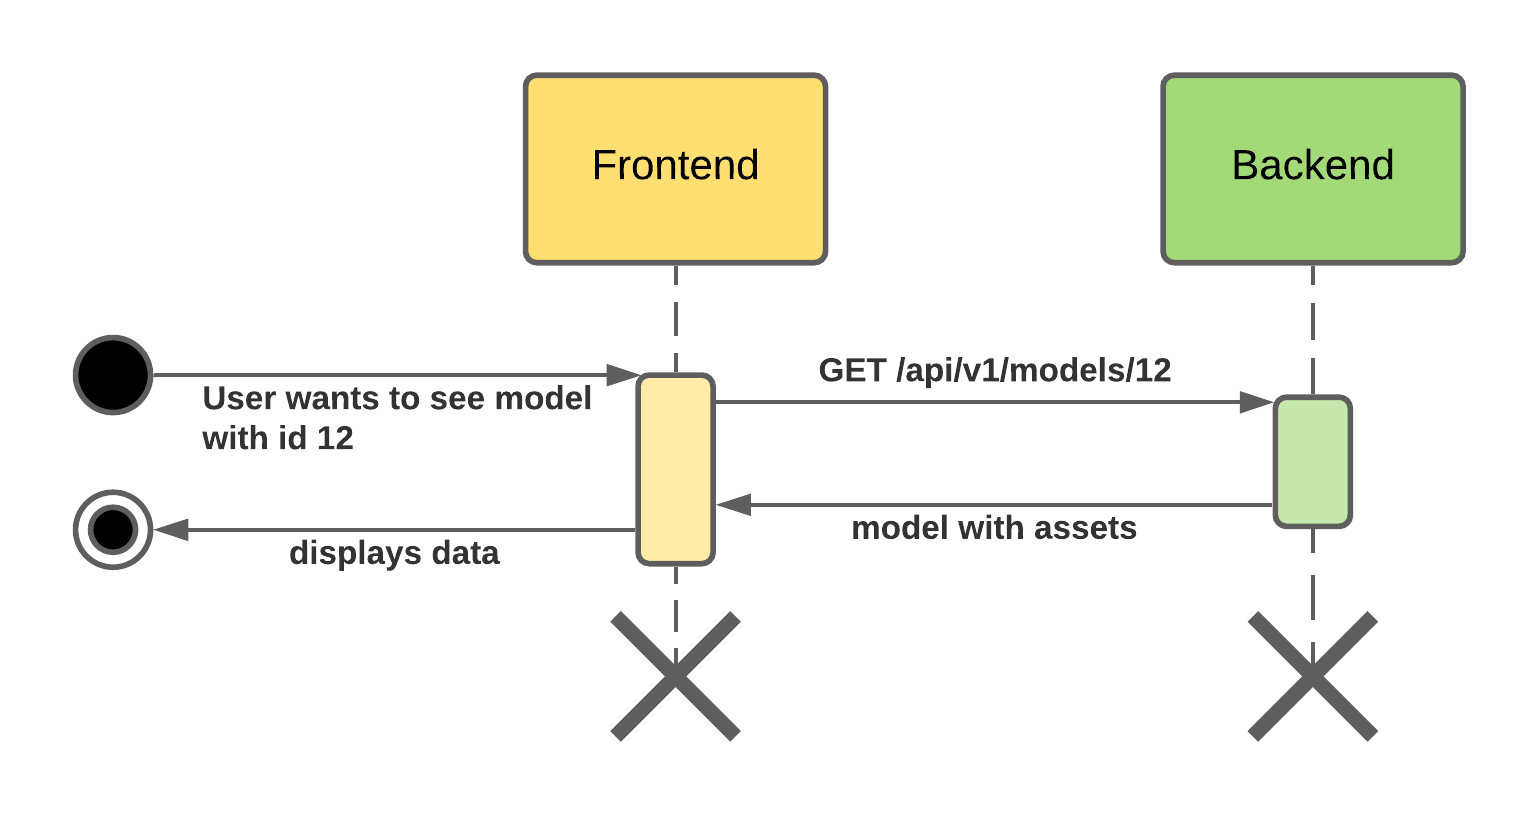 Frontend
Backend
GET /api/v1/models/12
User wants to see model
with id 12
model with assets
displays data